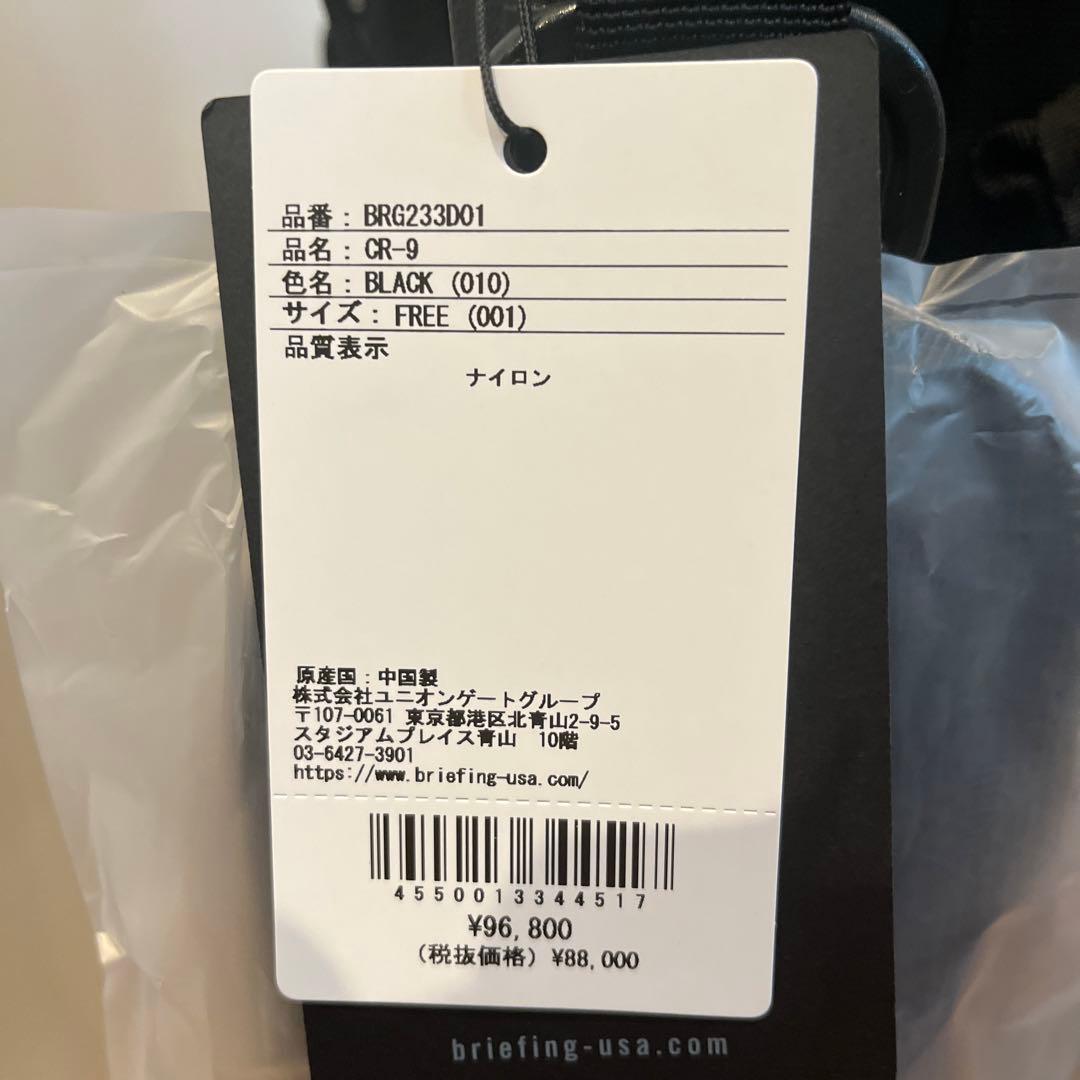 品番：BRG233D01
品名：CR-9
色名：BLACK (010)
サイズ：FREE (001)
品質表示
ナイロン
原産国：中国製
株式会社ユニオンゲートグループ
〒107-0061 東京都港区北青山2-9-5
スタジアムプレイス青山　10階
03-6427-3901
https://www.briefing-usa.com/
4550013344517
¥96,800
（税抜価格）¥88,000
briefing-usa.com